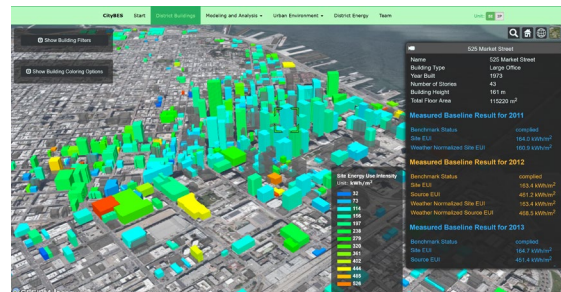 CityBES Start District Buildings Modeling and Analysis Urban Environment District Energy Team Unit: SI IP
Show Building Filters
Show Building Coloring Options
525 Market Street
Name 525 Market Street
Building Type Large Office
Year Built 1973
Number of Stories 43
Building Height 161 m
Total Floor Area 115220 m²
Measured Baseline Result for 2011
Benchmark Status complied
Site EUI 164.0 kWh/m²
Weather Normalized Site EUI 160.9 kWh/m²
Measured Baseline Result for 2012
Benchmark Status complied
Site EUI 163.4 kWh/m²
Source EUI 461.2 kWh/m²
Weather Normalized Site EUI 163.4 kWh/m²
Weather Normalized Source EUI 468.5 kWh/m²
Measured Baseline Result for 2013
Benchmark Status complied
Site EUI 164.7 kWh/m²
Source EUI 451.4 kWh/m²
Site Energy Use Intensity
Unit: kWh/m²
32
73
114
156
197
238
279
320
361
402
444
485
526